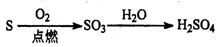 S —O₂/点燃→ SO₃ —H₂O→ H₂SO₄